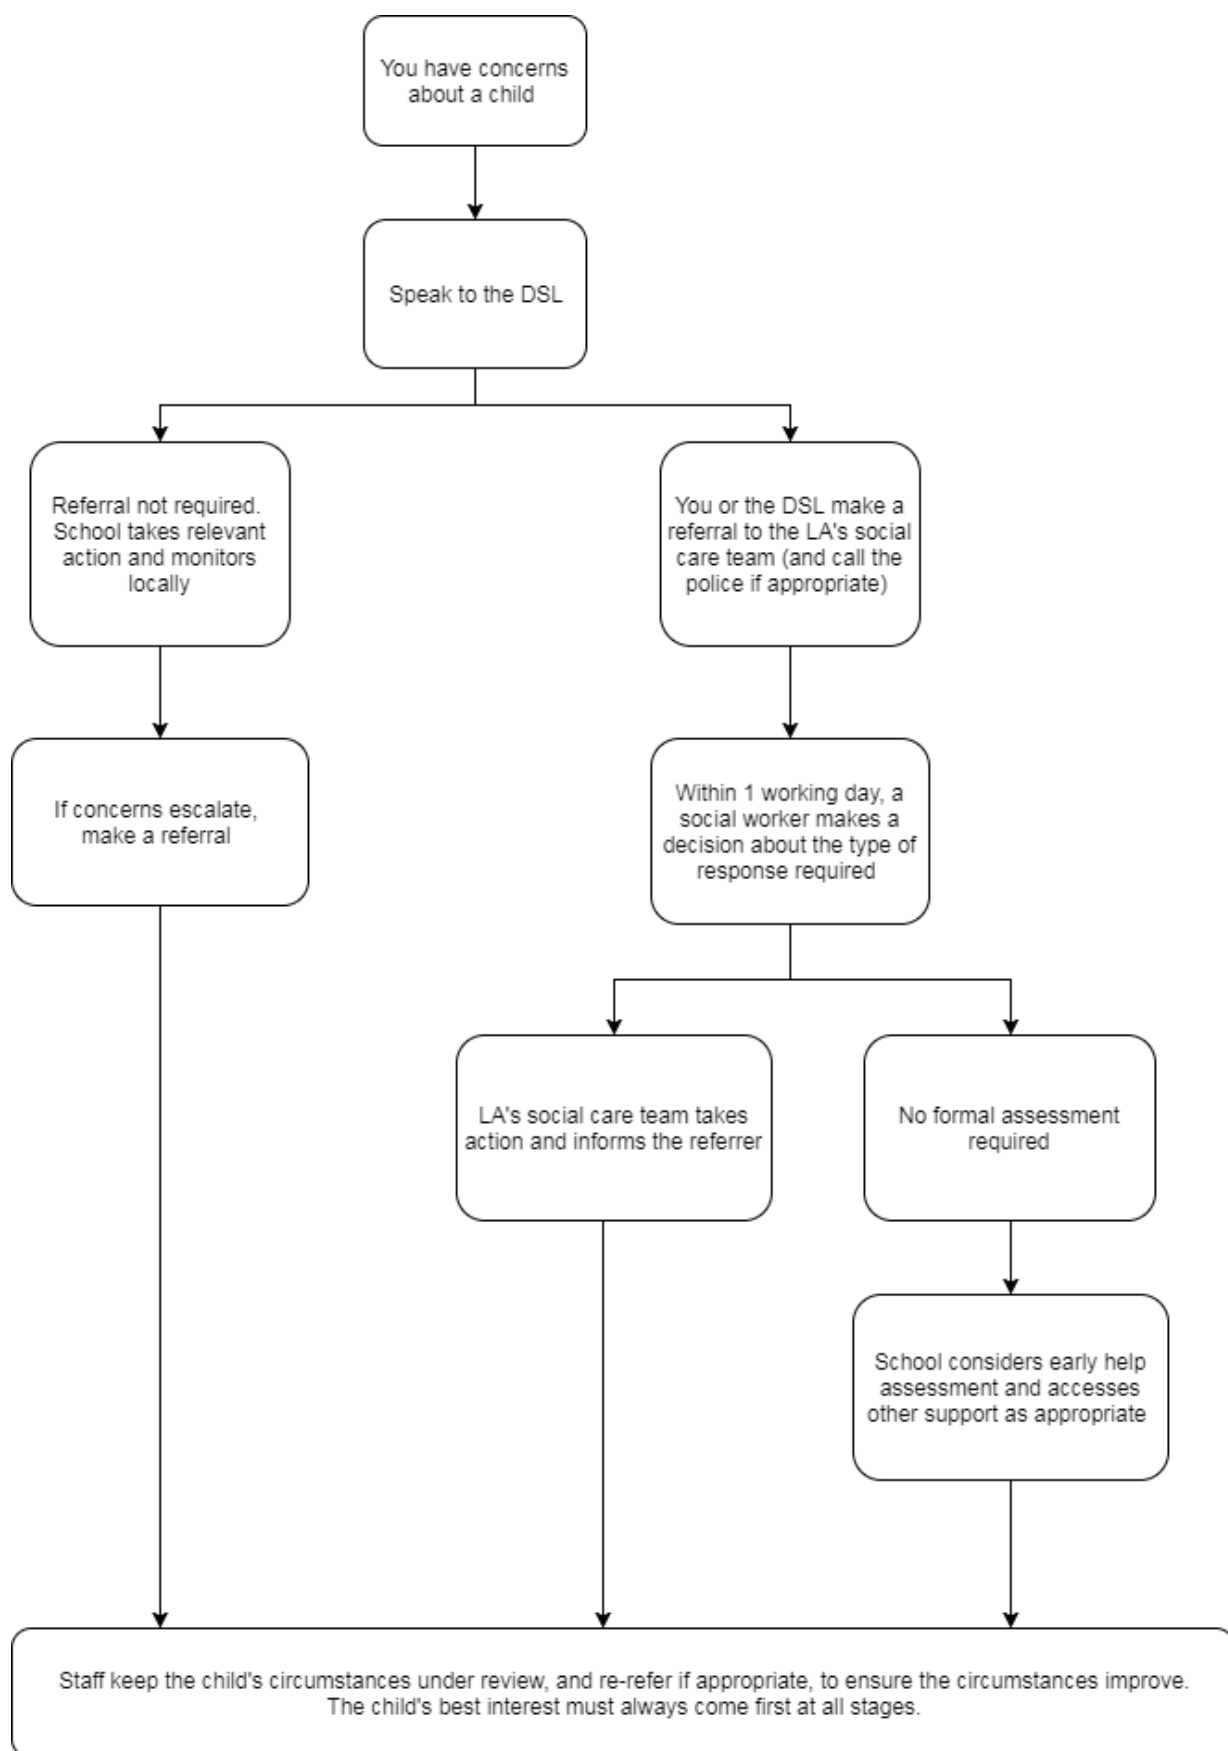 You have concerns
about a child
Speak to the DSL
Referral not required.
School takes relevant
action and monitors
locally
You or the DSL make a
referral to the LA's social
care team (and call the
police if appropriate)
If concerns escalate,
make a referral
Within 1 working day, a
social worker makes a
decision about the type of
response required
LA's social care team takes
action and informs the referrer
No formal assessment
required
School considers early help
assessment and accesses
other support as appropriate
Staff keep the child's circumstances under review, and re-refer if appropriate, to ensure the circumstances improve.
The child's best interest must always come first at all stages.